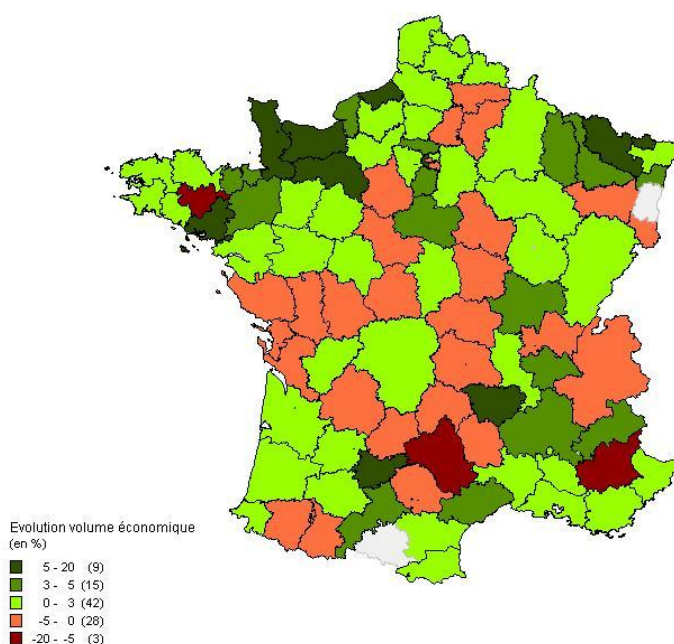 Evolution volume économique
(en %)
5 - 20 (9)
3 - 5 (15)
0 - 3 (42)
-5 - 0 (28)
-20 - -5 (3)